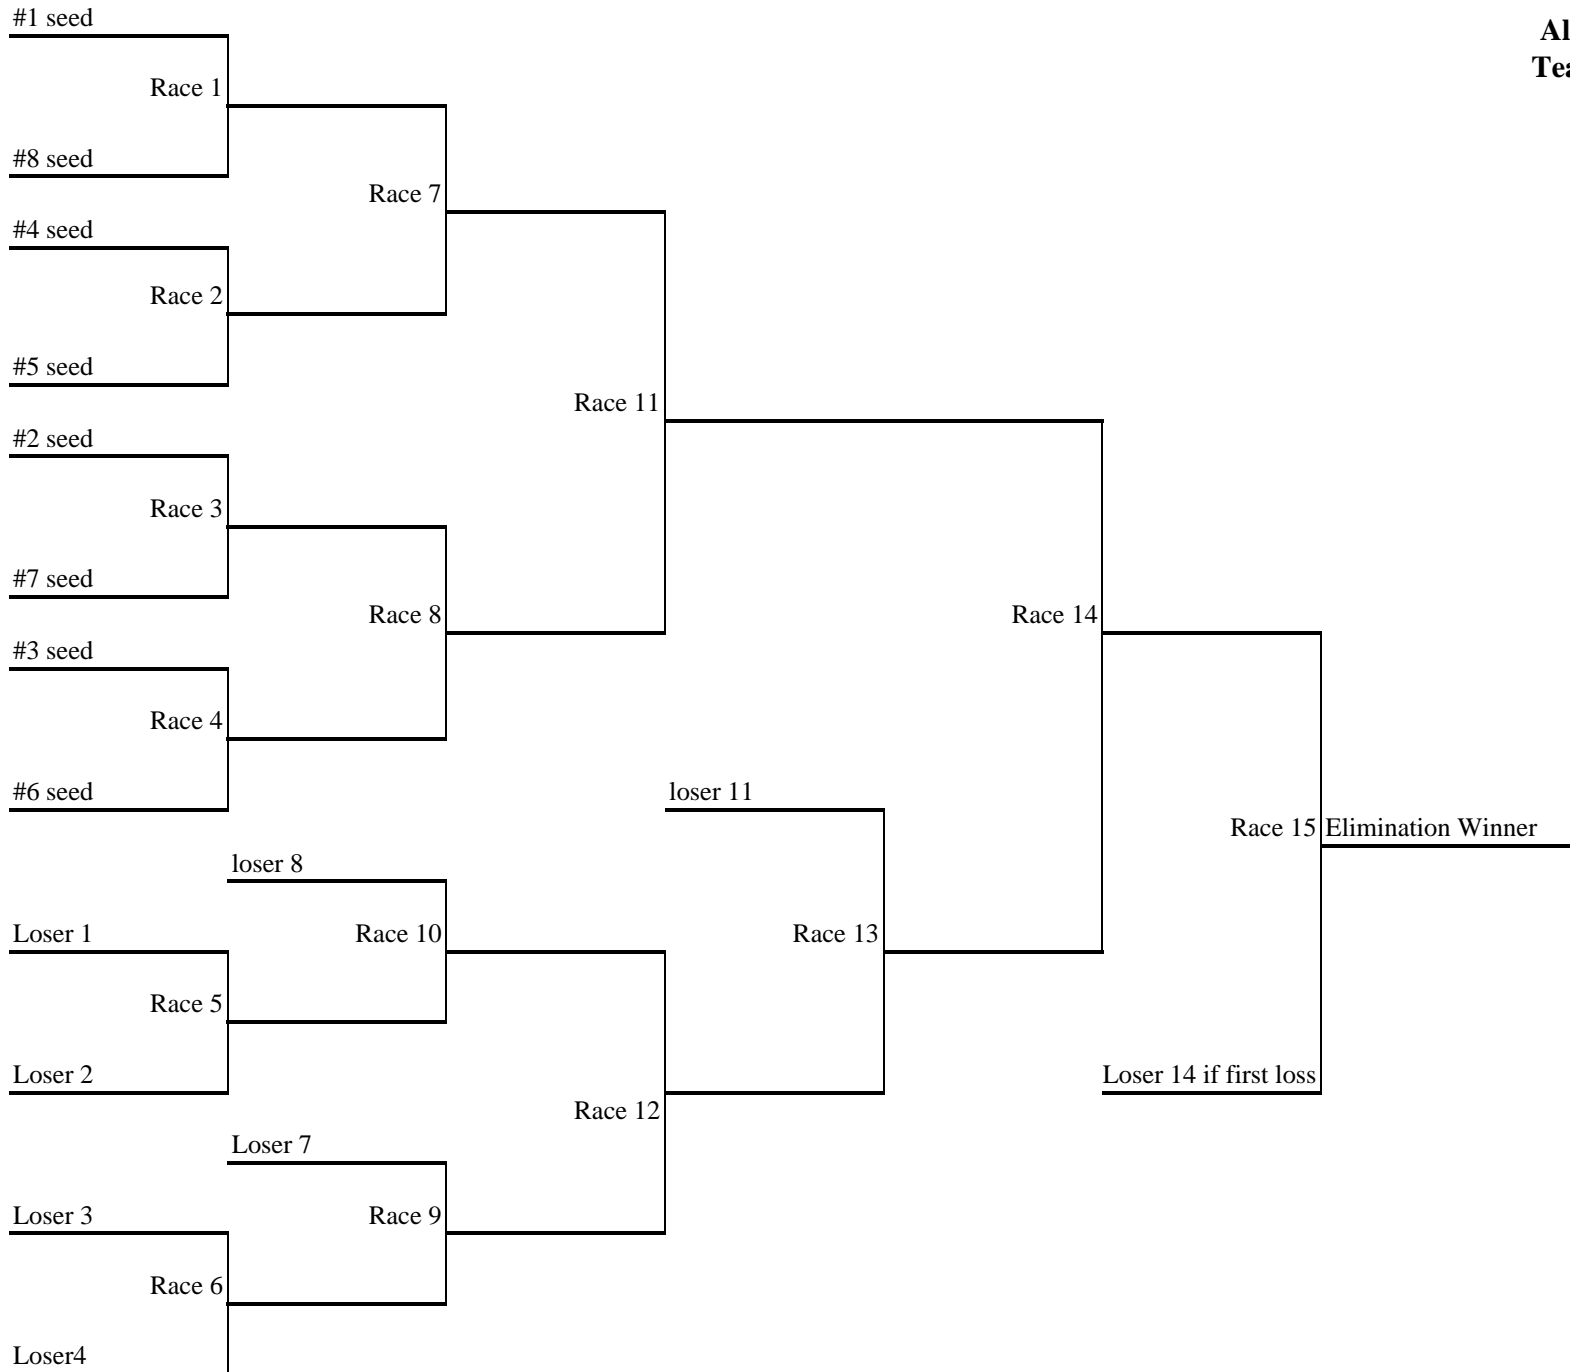 #1 seed
Al
Tea
Race 1
#8 seed
Race 7
#4 seed
Race 2
#5 seed
Race 11
#2 seed
Race 3
#7 seed
Race 8
Race 14
#3 seed
Race 4
#6 seed
loser 11
Race 15 Elimination Winner
loser 8
Loser 1
Race 10
Race 13
Race 5
Loser 2
Loser 14 if first loss
Race 12
Loser 7
Loser 3
Race 9
Race 6
Loser4